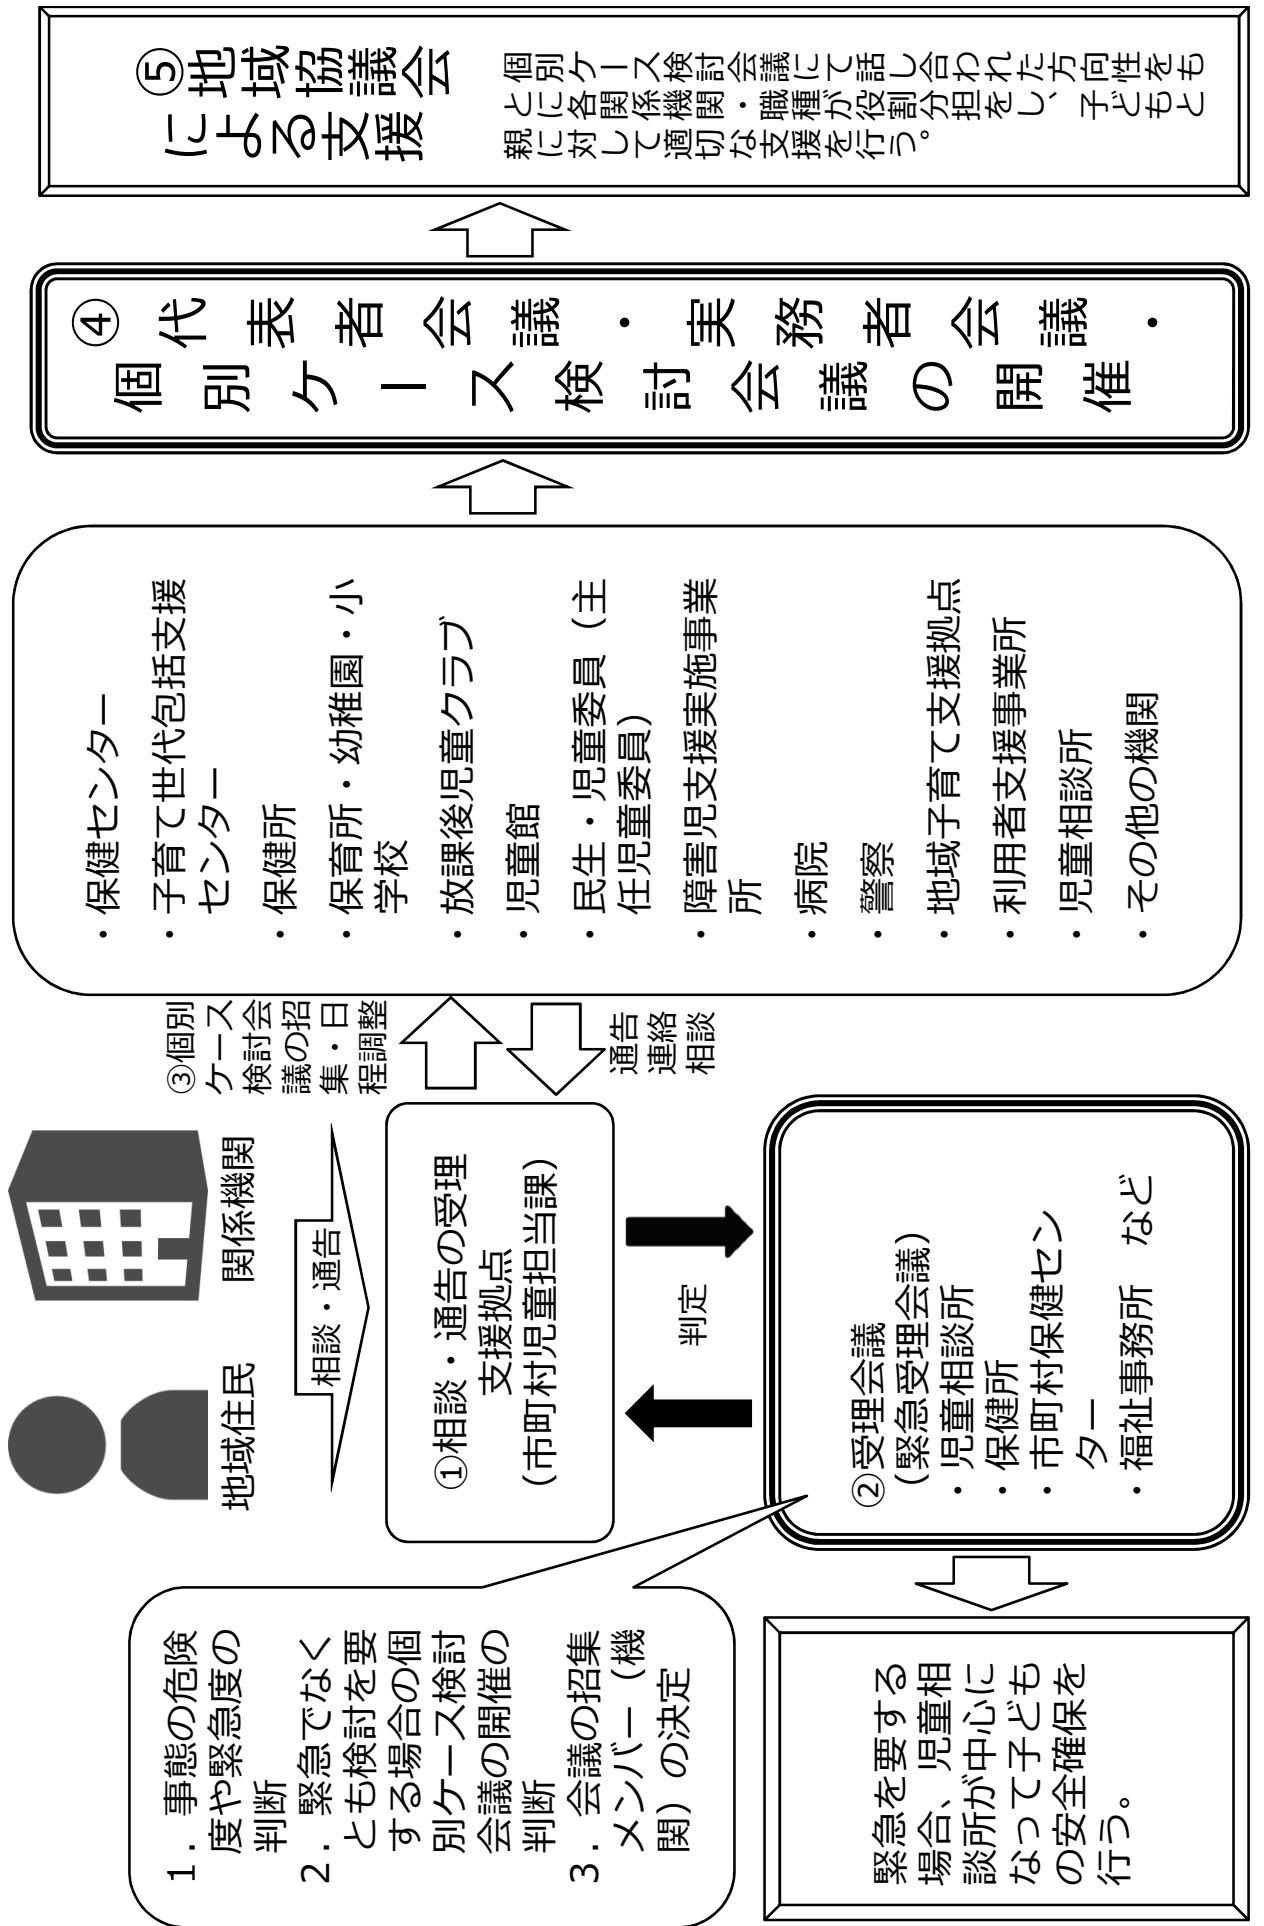 地域住民
関係機関
相談・通告
①相談・通告の受理
支援拠点
(市町村児童担当課)
判定
②受理会議
(緊急受理会議)
・児童相談所
・保健所
・市町村保健セン
ター
・福祉事務所 など
1.事態の危険
度や緊急度の
判断
2.緊急でなく
とも検討を要
する場合の個
別ケース検討
会議の開催の
判断
3.会議の招集
メンバー(機
関)の決定
緊急を要する
場合、児童相
談所が中心に
なって子ども
の安全確保を
行う。
③個別
ケース
検討会
議の招
集・日
程調整
通告
連絡
相談
・保健センター
・子育て世代包括支援
センター
・保健所
・保育所・幼稚園・小
学校
・放課後児童クラブ
・児童館
・民生・児童委員(主
任児童委員)
・障害児支援実施事業
所
・病院
・警察
・地域子育て支援拠点
・利用者支援事業所
・児童相談所
・その他の機関
④代表者会議・実務者会議・
個別ケース検討会議の開催
⑤地域協議会
による支援
個別ケース検討会議にて話し合われた方向性をも
とに各関係機関・職種が役割分担をし、子どもと
親に対して適切な支援を行う。